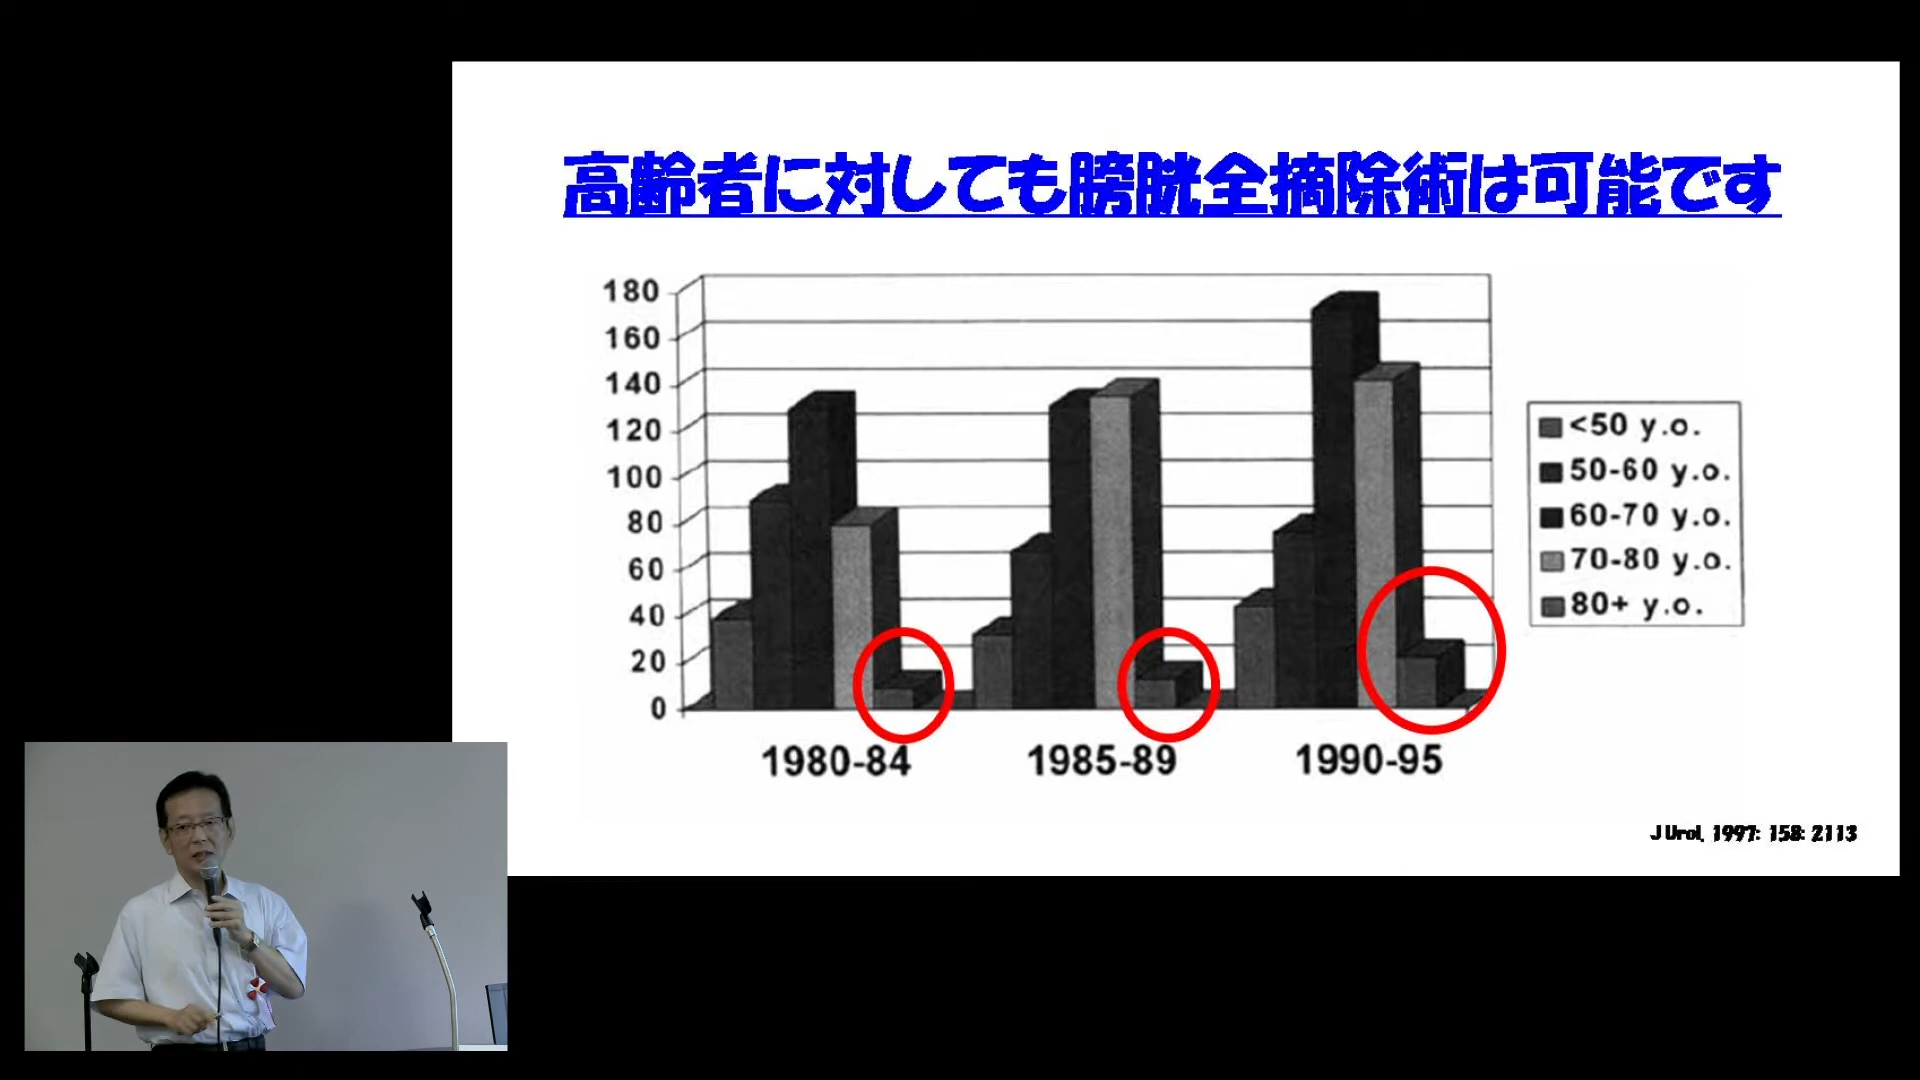 高齢者に対しても膀胱全摘除術は可能です
180
160
140
120
100
80
60
40
20
0
1980-84
1985-89
1990-95
<50 y.o.
50-60 y.o.
60-70 y.o.
70-80 y.o.
80+ y.o.
J Urol. 1997: 158: 2113